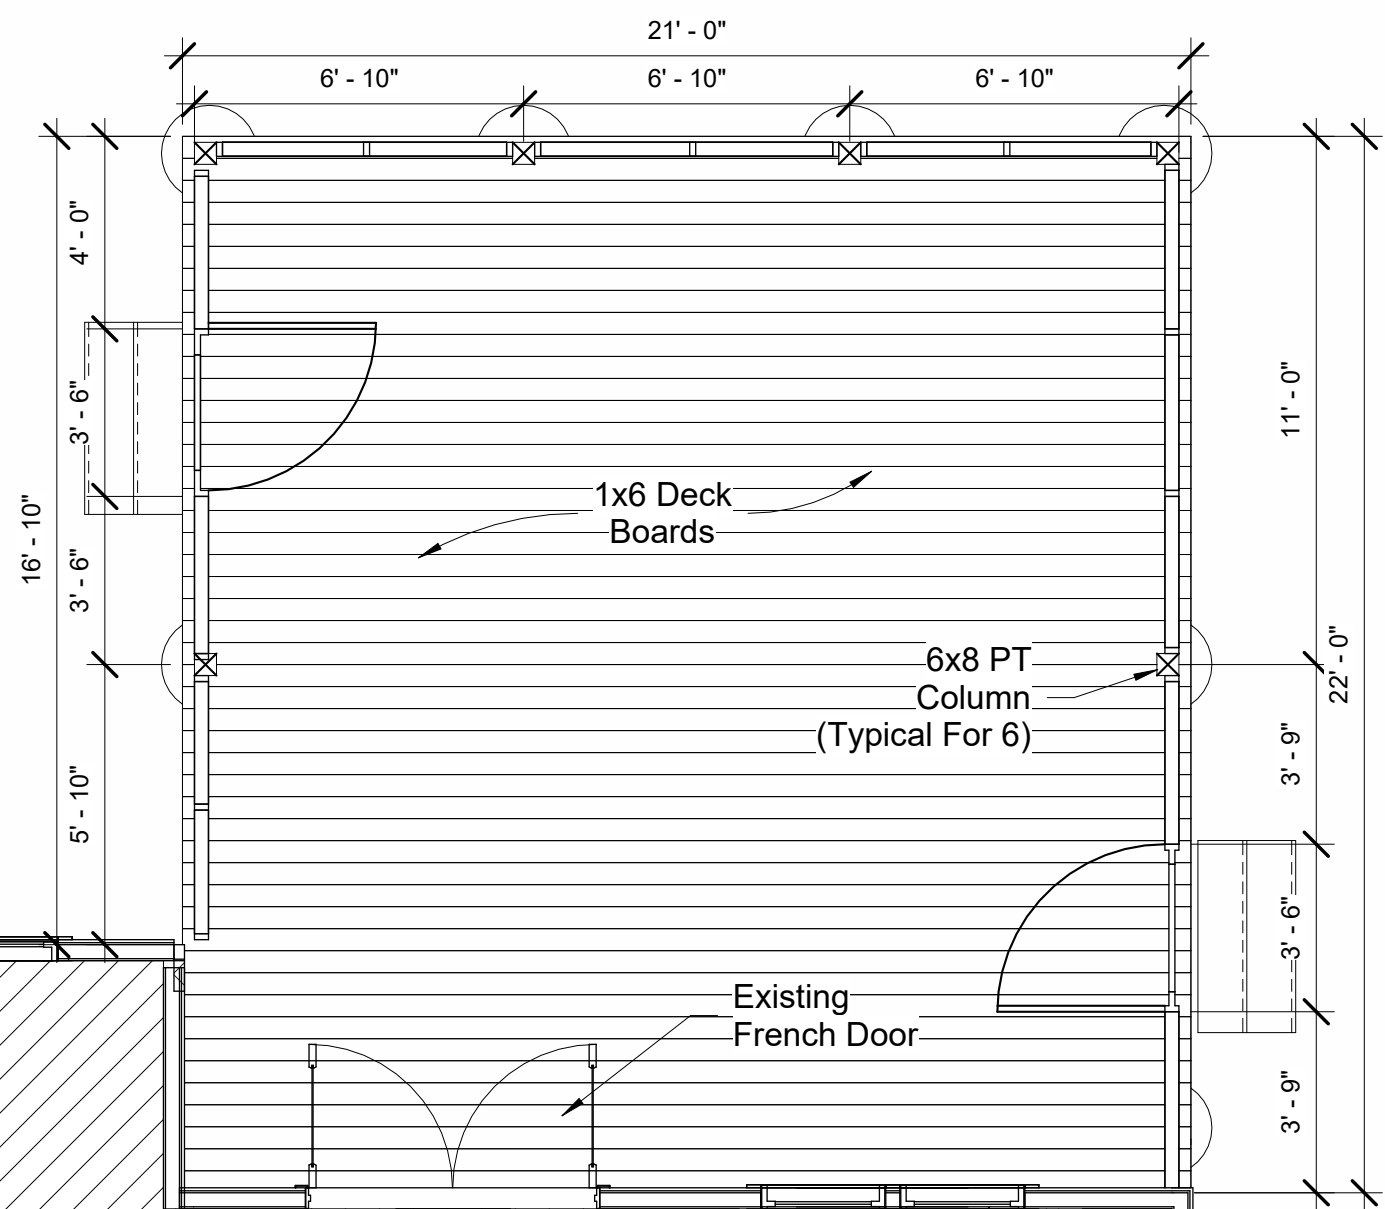 21' - 0"
6' - 10"
6' - 10"
6' - 10"
4' - 0"
3' - 6"
16' - 10"
3' - 6"
5' - 10"
11' - 0"
22' - 0"
3' - 9"
3' - 6"
3' - 9"
1x6 Deck
Boards
6x8 PT
Column
(Typical For 6)
Existing
French Door